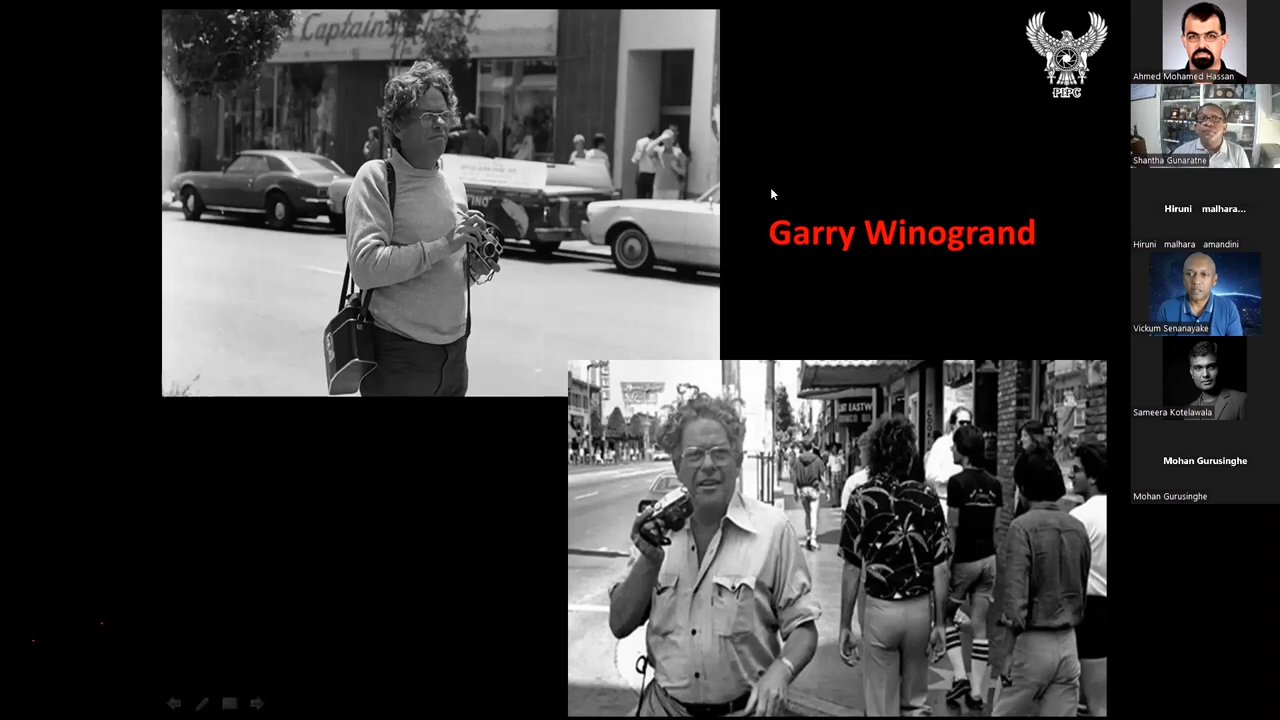 Captain's
PIPC
Garry Winogrand
Ahmed Mohamed Hassan
Shantha Gunaratne
Hiruni malhara...
Hiruni malhara amandini
Vickum Senanayake
Sameera Kotelawala
Mohan Gurusinghe
Mohan Gurusinghe